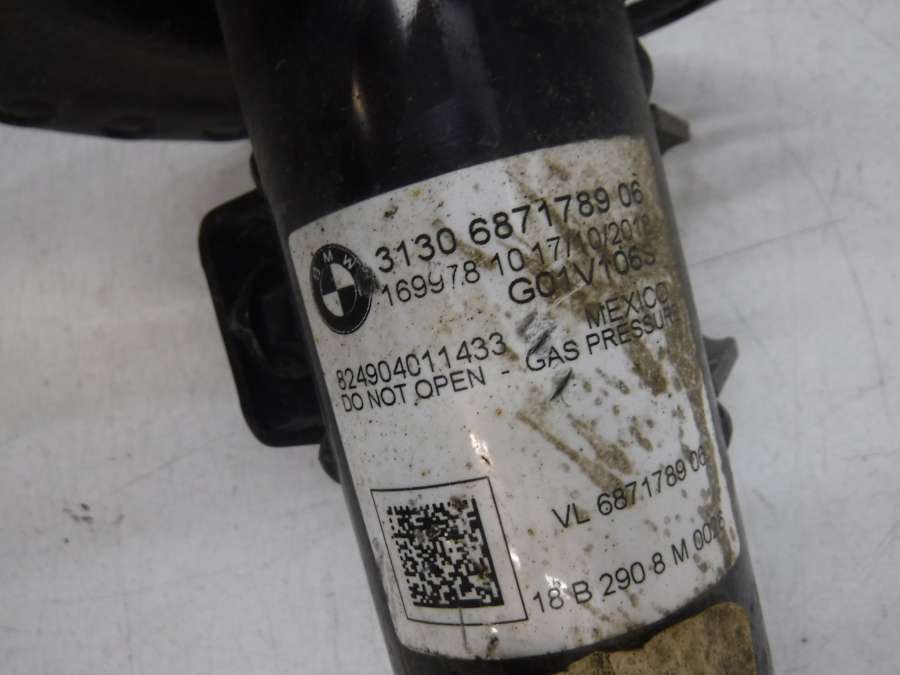 BMW
3130 6871789 06
169978 10 17/10/2018
G01V1063
MEXICO
824904011433
DO NOT OPEN - GAS PRESSURE
VL 6871789 06
18 B 290 8 M